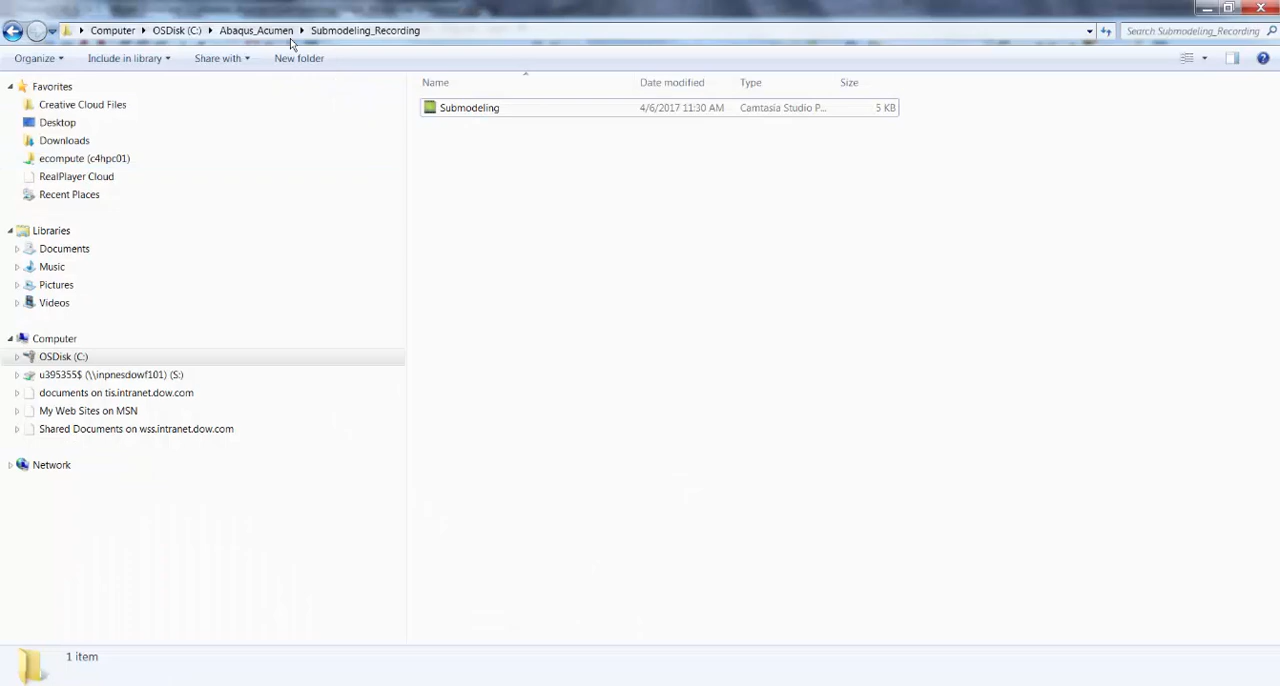 Computer OSDisk (C:) Abaqus_Acumen Submodeling_Recording Search Submodeling_Recording
Organize Include in library Share with New folder
Favorites
Creative Cloud Files
Desktop
Downloads
ecompute (c4hpc01)
RealPlayer Cloud
Recent Places
Libraries
Documents
Music
Pictures
Videos
Computer
OSDisk (C:)
u395355$ (\\inpnesdowf101) (S:)
documents on tis.intranet.dow.com
My Web Sites on MSN
Shared Documents on wss.intranet.dow.com
Network
Name Date modified Type Size
Submodeling 4/6/2017 11:30 AM Camtasia Studio P... 5 KB
1 item